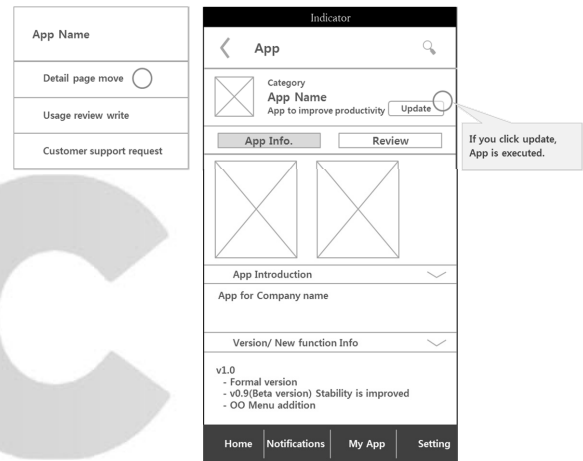 App Name
Detail page move
Usage review write
Customer support request
Indicator
App
Category
App Name
App to improve productivity
Update
App Info.
Review
App Introduction
App for Company name
Version/ New function Info
v1.0
- Formal version
- v0.9(Beta version) Stability is improved
- OO Menu addition
Home Notifications My App Setting
If you click update,
App is executed.